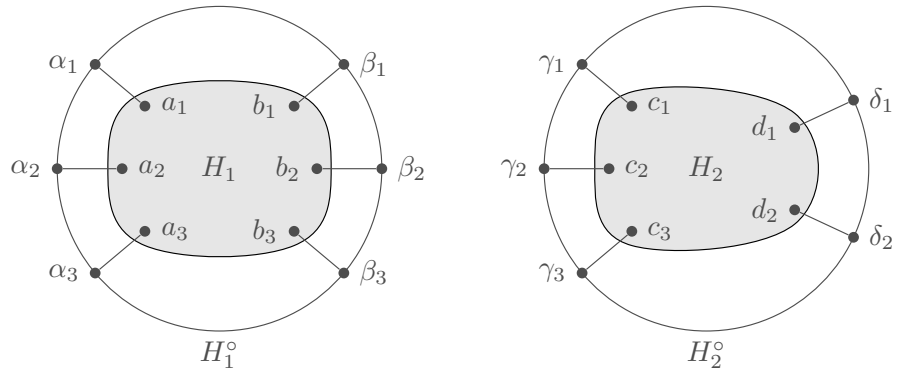 α₁ a₁ b₁ β₁ γ₁ c₁ d₁ δ₁
α₂ a₂ H₁ b₂ β₂ γ₂ c₂ H₂ d₂ δ₂
α₃ a₃ b₃ β₃ γ₃ c₃
H₁° H₂°